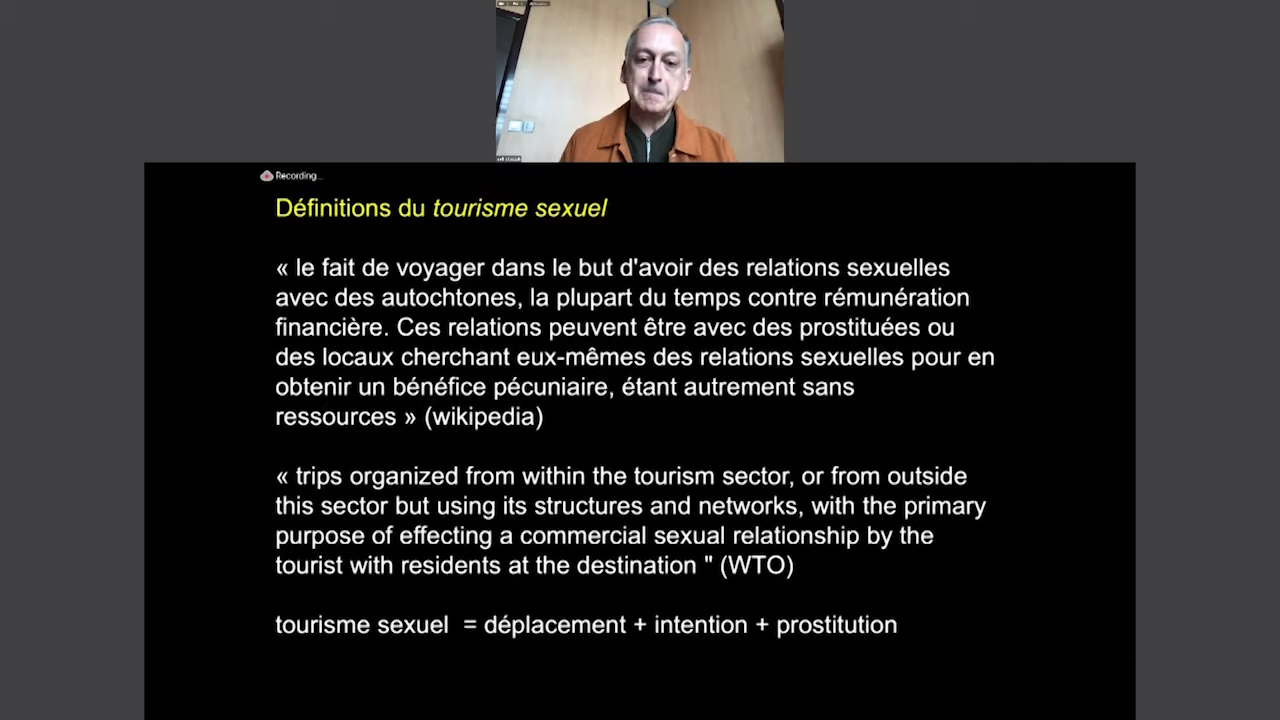 Recording...
Définitions du tourisme sexuel
« le fait de voyager dans le but d'avoir des relations sexuelles
avec des autochtones, la plupart du temps contre rémunération
financière. Ces relations peuvent être avec des prostituées ou
des locaux cherchant eux-mêmes des relations sexuelles pour en
obtenir un bénéfice pécuniaire, étant autrement sans
ressources » (wikipedia)
« trips organized from within the tourism sector, or from outside
this sector but using its structures and networks, with the primary
purpose of effecting a commercial sexual relationship by the
tourist with residents at the destination " (WTO)
tourisme sexuel = déplacement + intention + prostitution